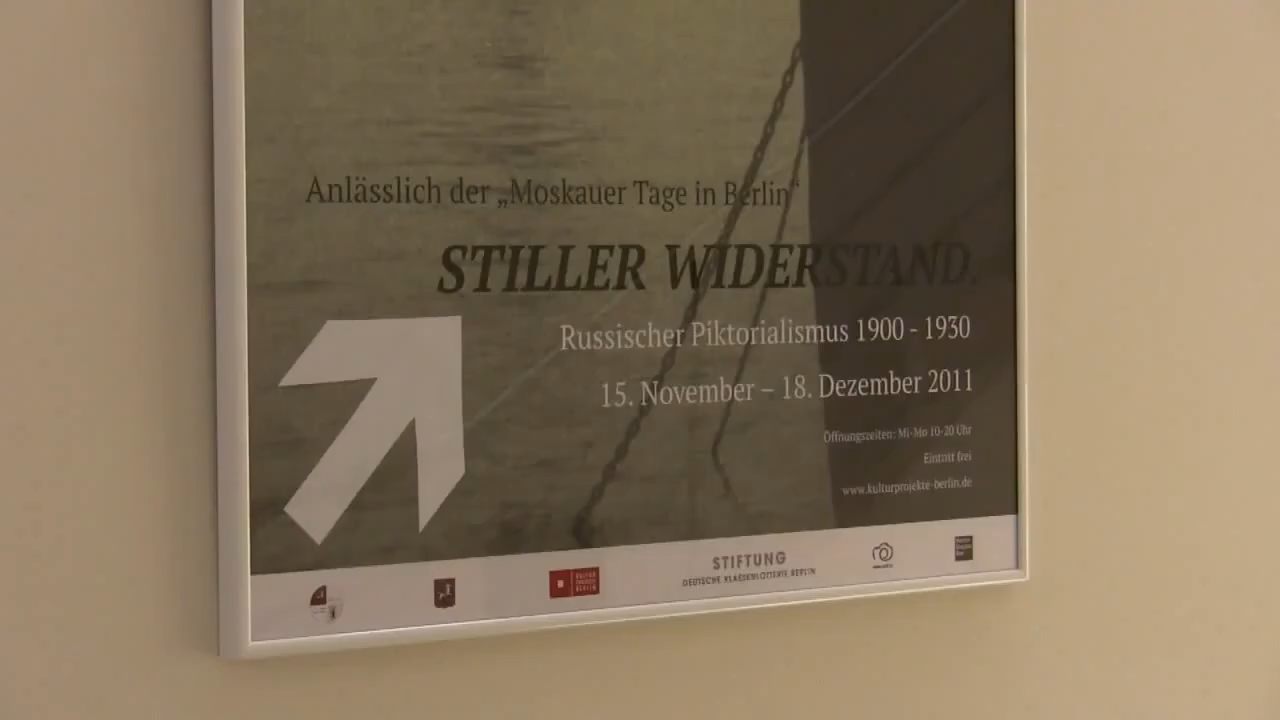 Anlässlich der „Moskauer Tage in Berlin“
STILLER WIDERSTAND.
Russischer Piktorialismus 1900 - 1930
15. November – 18. Dezember 2011
Öffnungszeiten: Mi-Mo 10-20 Uhr
Eintritt frei
www.kulturprojekte-berlin.de
STIFTUNG
DEUTSCHE KLASSENLOTTERIE BERLIN